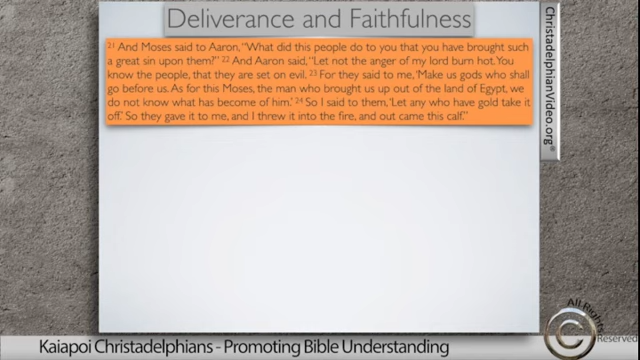 Deliverance and Faithfulness
²¹ And Moses said to Aaron, “What did this people do to you that you have brought such
a great sin upon them?” ²² And Aaron said, “Let not the anger of my lord burn hot. You
know the people, that they are set on evil. ²³ For they said to me, ‘Make us gods who shall
go before us. As for this Moses, the man who brought us up out of the land of Egypt, we
do not know what has become of him.’ ²⁴ So I said to them, ‘Let any who have gold take it
off.’ So they gave it to me, and I threw it into the fire, and out came this calf.”
ChristadelphianVideo.org®
All Rights
C
Reserved
Kaiapoi Christadelphians - Promoting Bible Understanding